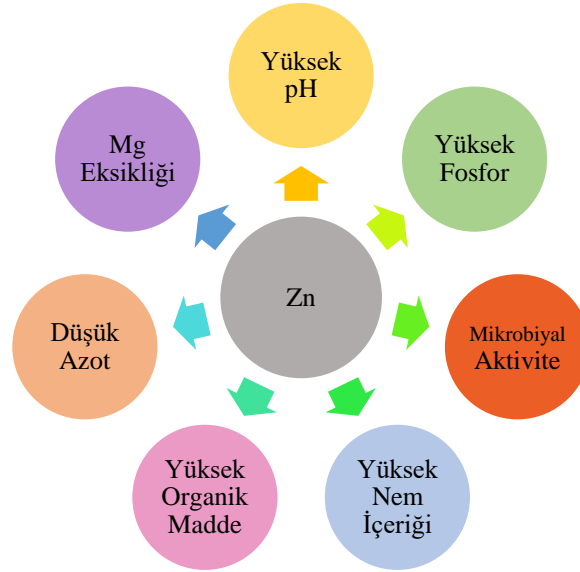 Yüksek
pH
Yüksek
Fosfor
Mikrobiyal
Aktivite
Yüksek
Nem
İçeriği
Yüksek
Organik
Madde
Düşük
Azot
Mg
Eksikliği
Zn